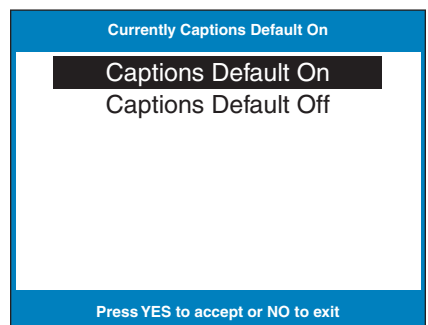 Currently Captions Default On
Captions Default On
Captions Default Off
Press YES to accept or NO to exit